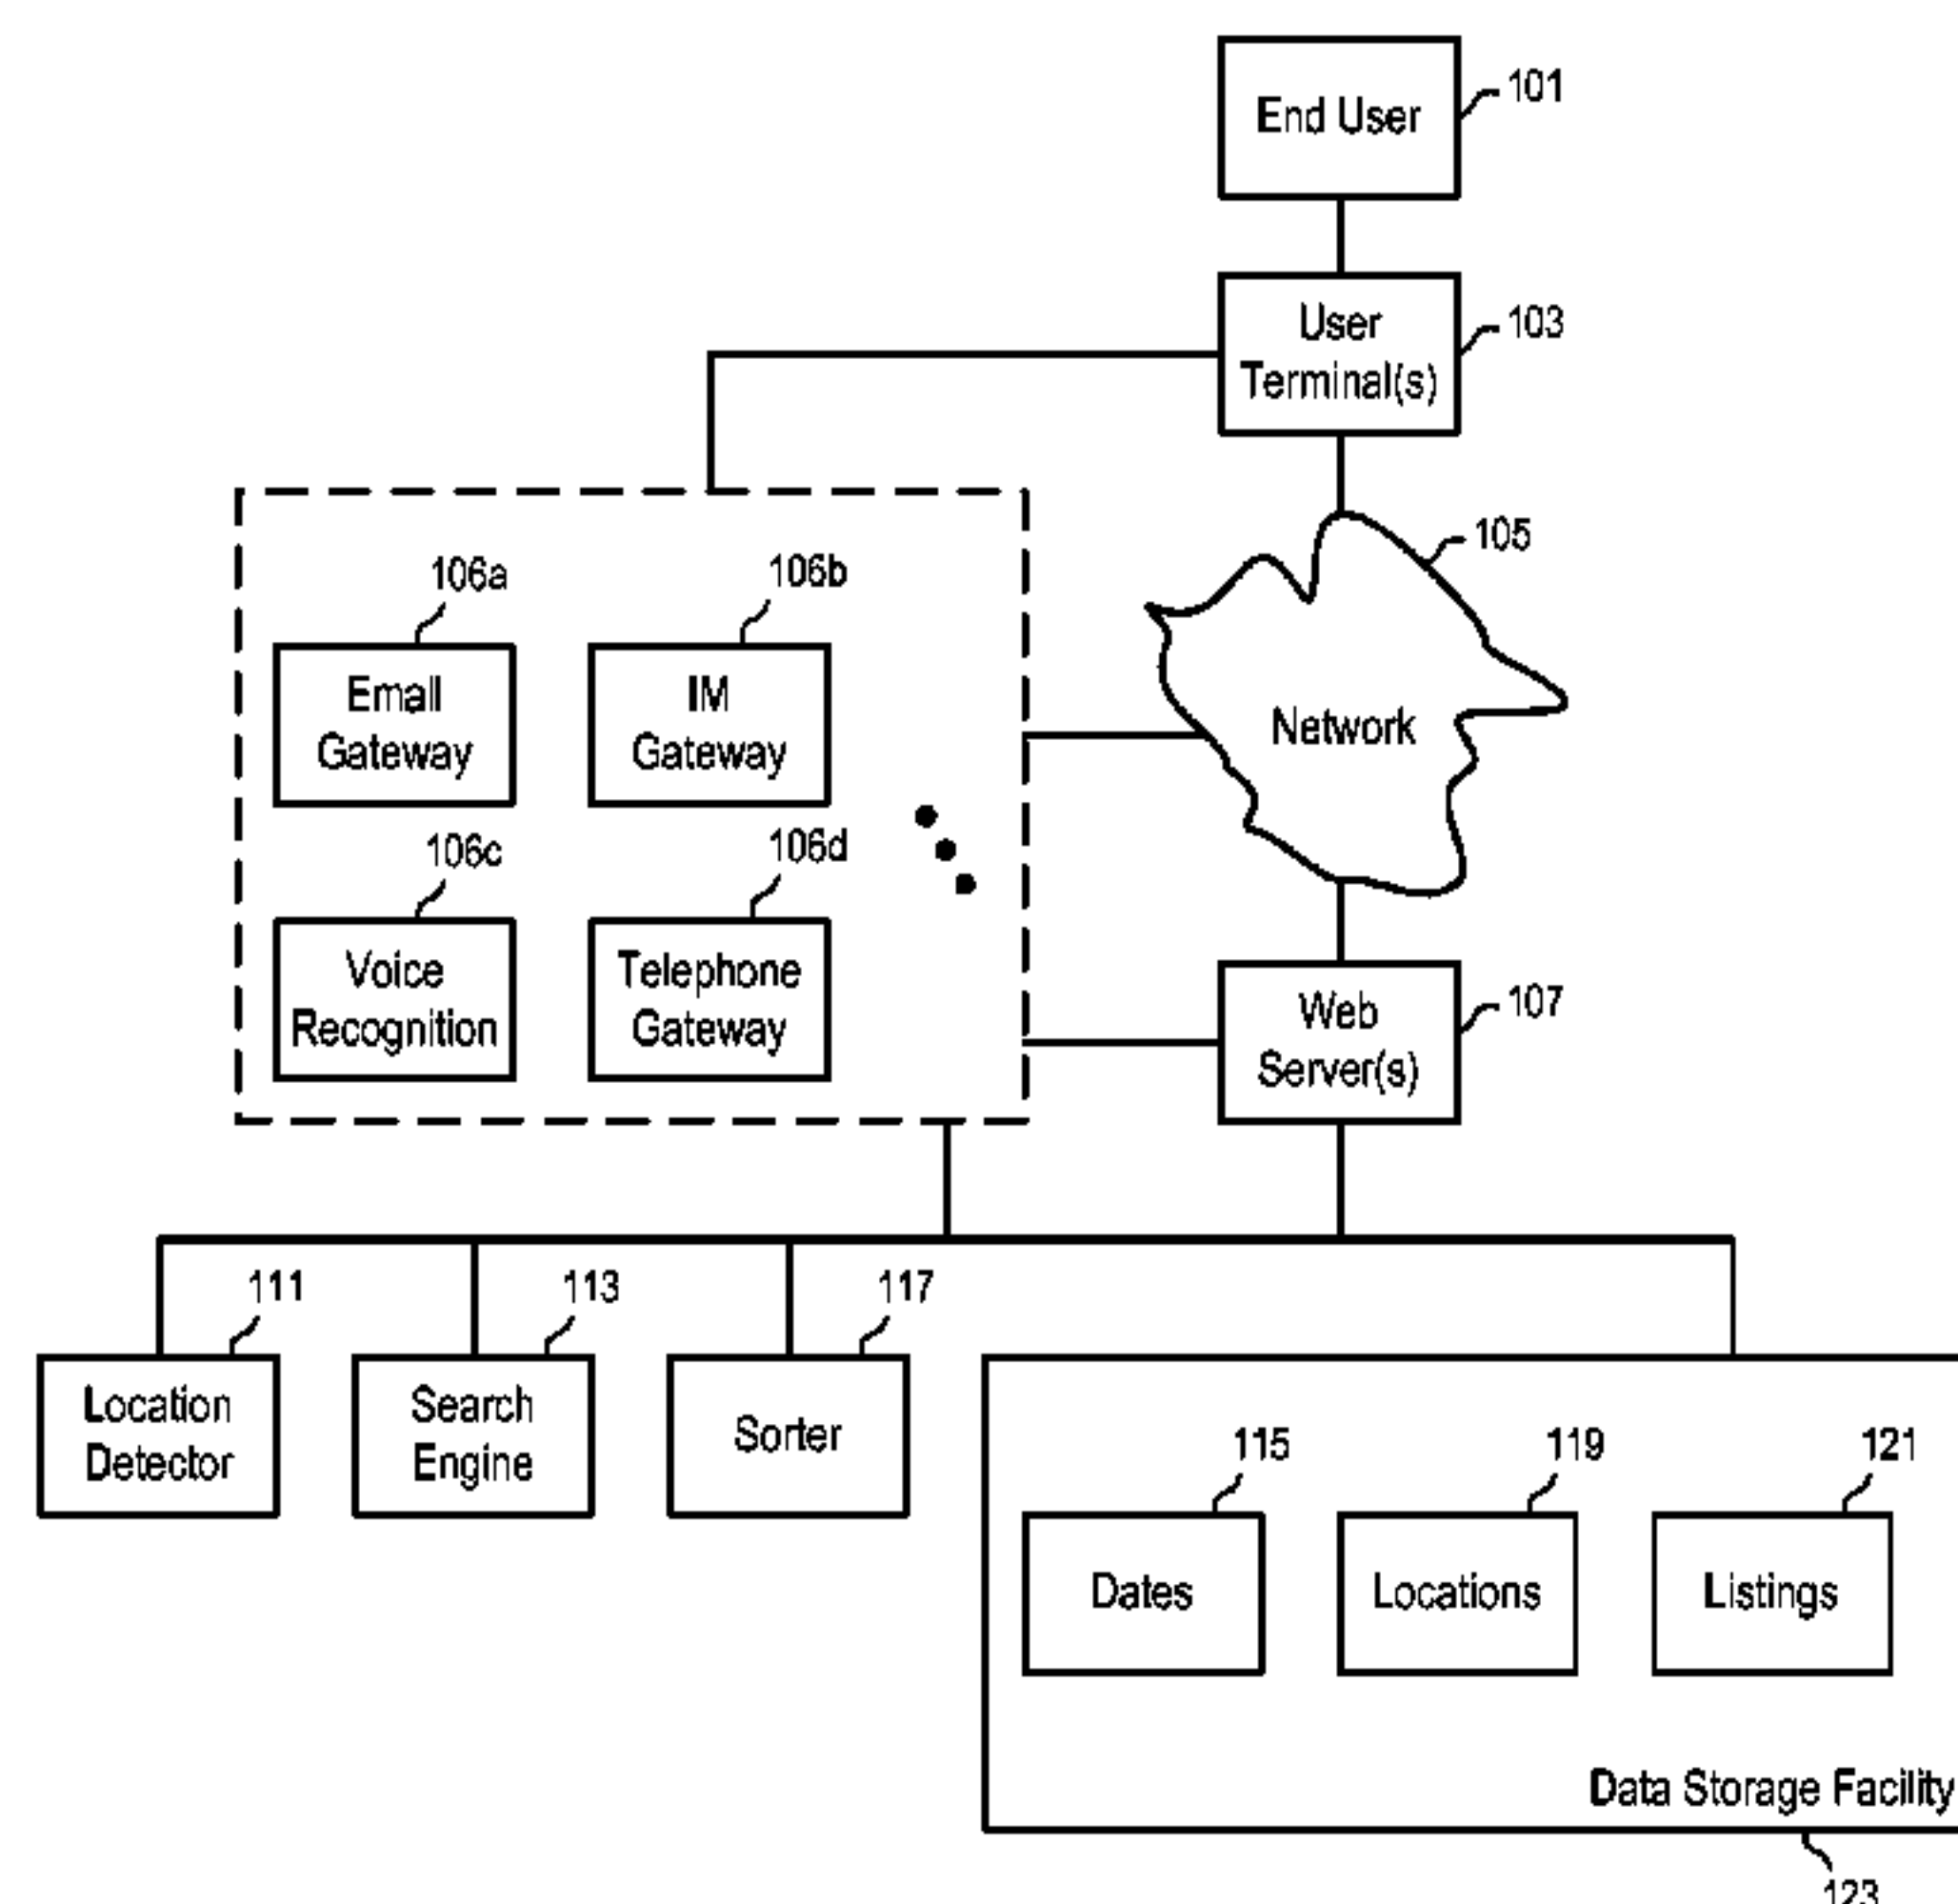 End User
101
User
Terminal(s)
103
105
106a
106b
Email
Gateway
IM
Gateway
Network
106c
106d
Voice
Recognition
Telephone
Gateway
Web
Server(s)
107
111
113
117
Location
Detector
Search
Engine
Sorter
115
119
121
Dates
Locations
Listings
Data Storage Facility
123